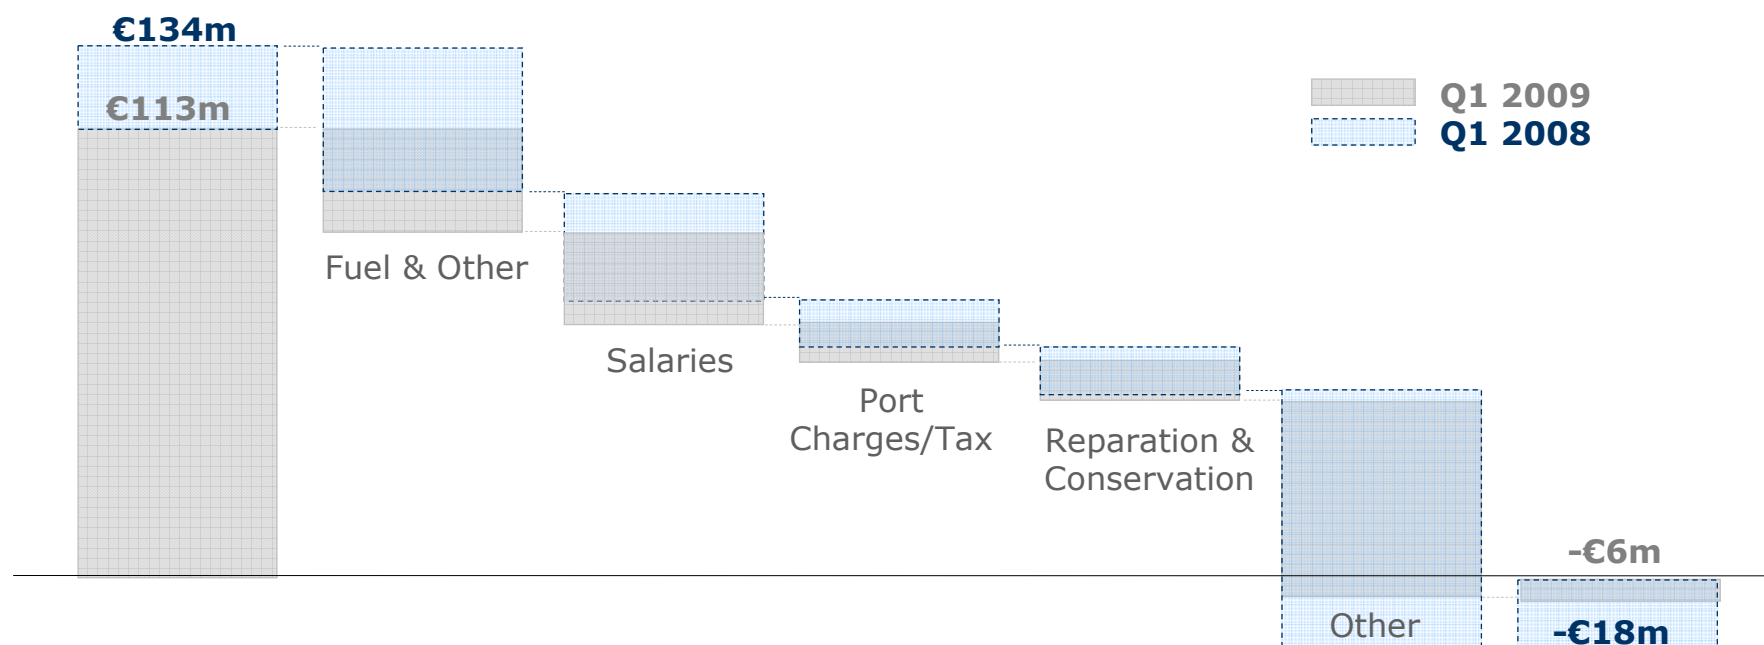 €134m
€113m
Q1 2009
Q1 2008
Fuel & Other
Salaries
Port
Charges/Tax
Reparation &
Conservation
Other
-€6m
-€18m